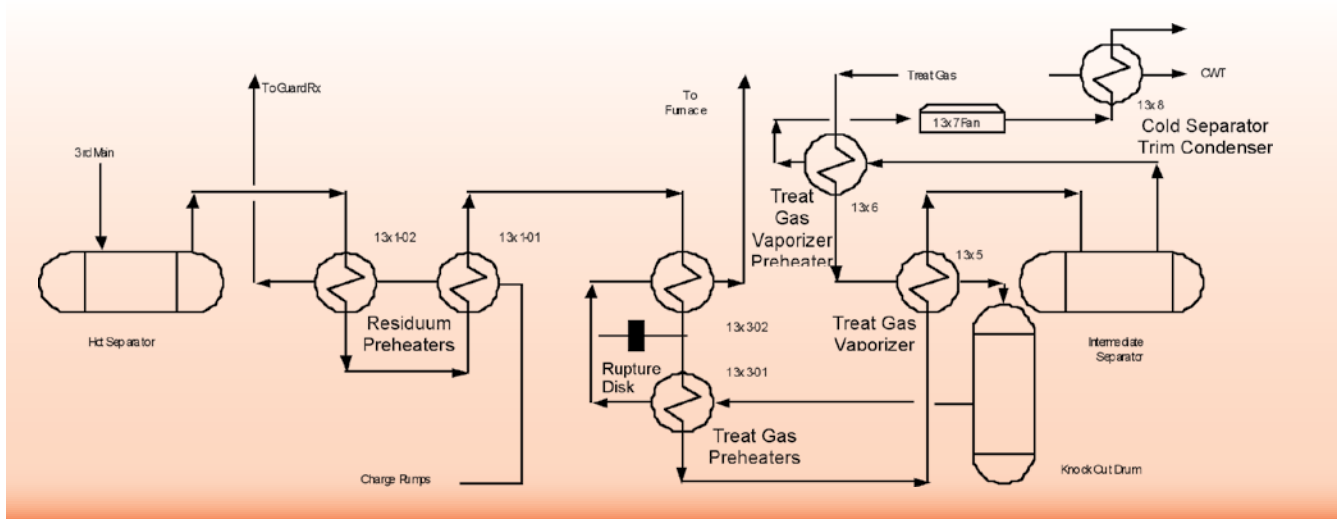 Treat Gas
CWT
To Guard Rx
To
Furnace
13x7 Fan
13x8
Cold Separator
Trim Condenser
3rd Main
Treat
Gas
Vaporizer
Preheater
13x6
13x1-02
13x1-01
13x5
Residuum
Preheaters
13x3-02
Treat Gas
Vaporizer
Hot Separator
Intermediate
Separator
Rupture
Disk
13x3-01
Treat Gas
Preheaters
Charge Pumps
Knock Out Drum